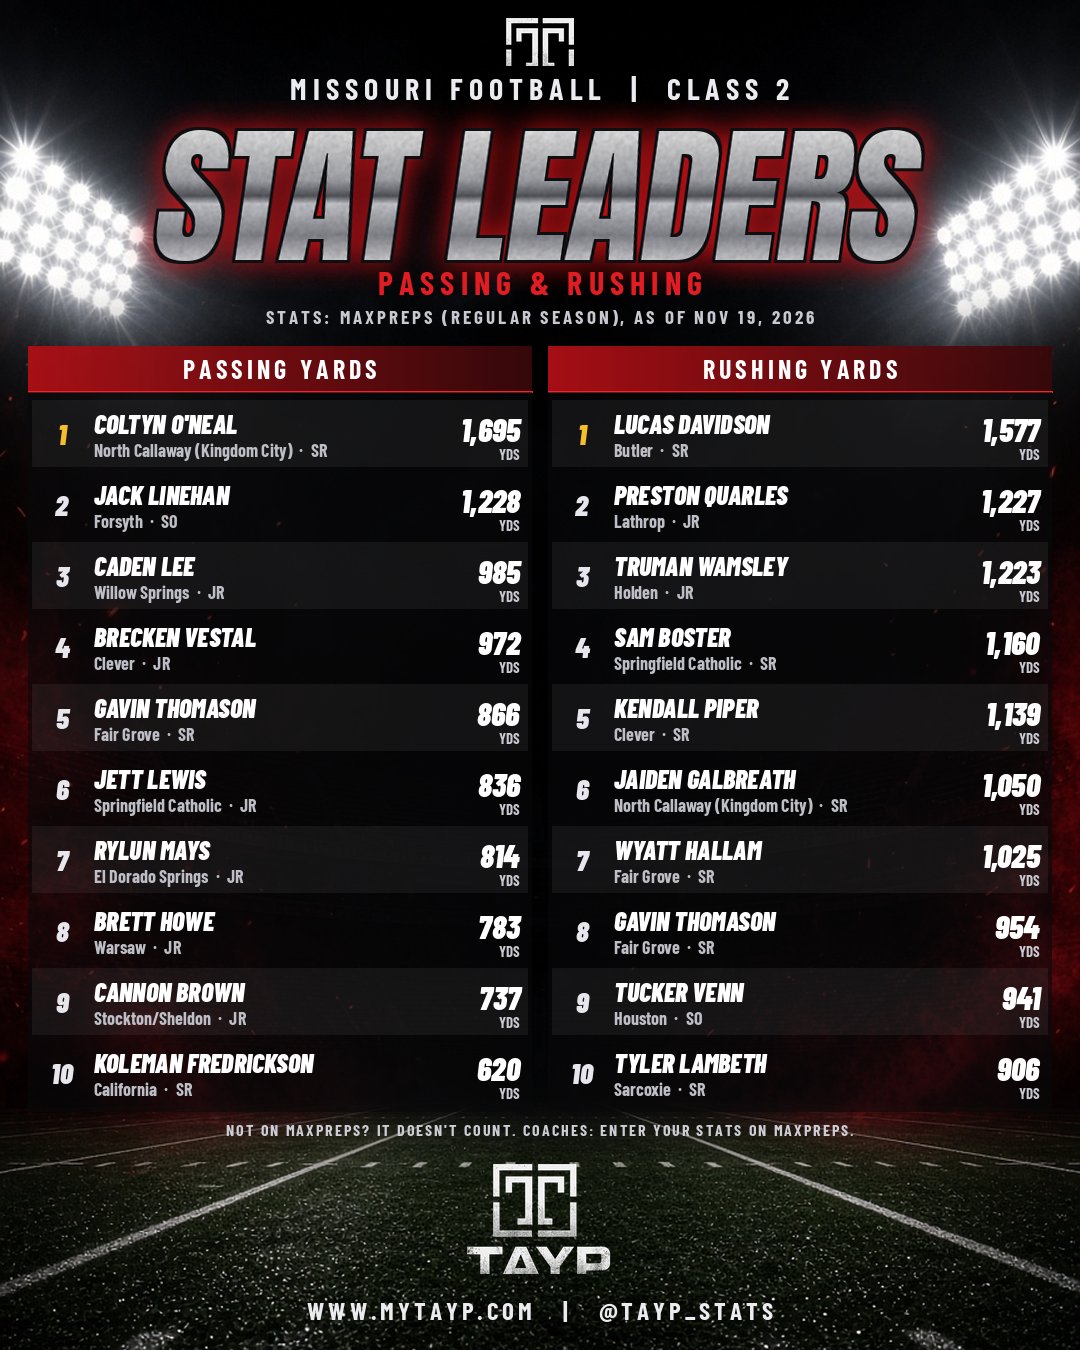 MISSOURI FOOTBALL | CLASS 2
STAT LEADERS
PASSING & RUSHING
STATS: MAXPREPS (REGULAR SEASON), AS OF NOV 19, 2026
PASSING YARDS
1 COLTYN O'NEAL 1,695
North Callaway (Kingdom City) · SR YDS
2 JACK LINEHAN 1,228
Forsyth · SO YDS
3 CADEN LEE 985
Willow Springs · JR YDS
4 BRECKEN VESTAL 972
Clever · JR YDS
5 GAVIN THOMASON 866
Fair Grove · SR YDS
6 JETT LEWIS 836
Springfield Catholic · JR YDS
7 RYLUN MAYS 814
El Dorado Springs · JR YDS
8 BRETT HOWE 783
Warsaw · JR YDS
9 CANNON BROWN 737
Stockton/Sheldon · JR YDS
10 KOLEMAN FREDRICKSON 620
California · SR YDS
RUSHING YARDS
1 LUCAS DAVIDSON 1,577
Butler · SR YDS
2 PRESTON QUARLES 1,227
Lathrop · JR YDS
3 TRUMAN WAMSLEY 1,223
Holden · JR YDS
4 SAM BOSTER 1,160
Springfield Catholic · SR YDS
5 KENDALL PIPER 1,139
Clever · SR YDS
6 JAIDEN GALBREATH 1,050
North Callaway (Kingdom City) · SR YDS
7 WYATT HALLAM 1,025
Fair Grove · SR YDS
8 GAVIN THOMASON 954
Fair Grove · SR YDS
9 TUCKER VENN 941
Houston · SO YDS
10 TYLER LAMBETH 906
Sarcoxie · SR YDS
NOT ON MAXPREPS? IT DOESN'T COUNT. COACHES: ENTER YOUR STATS ON MAXPREPS.
TAYP
WWW.MYTAYP.COM | @TAYP_STATS